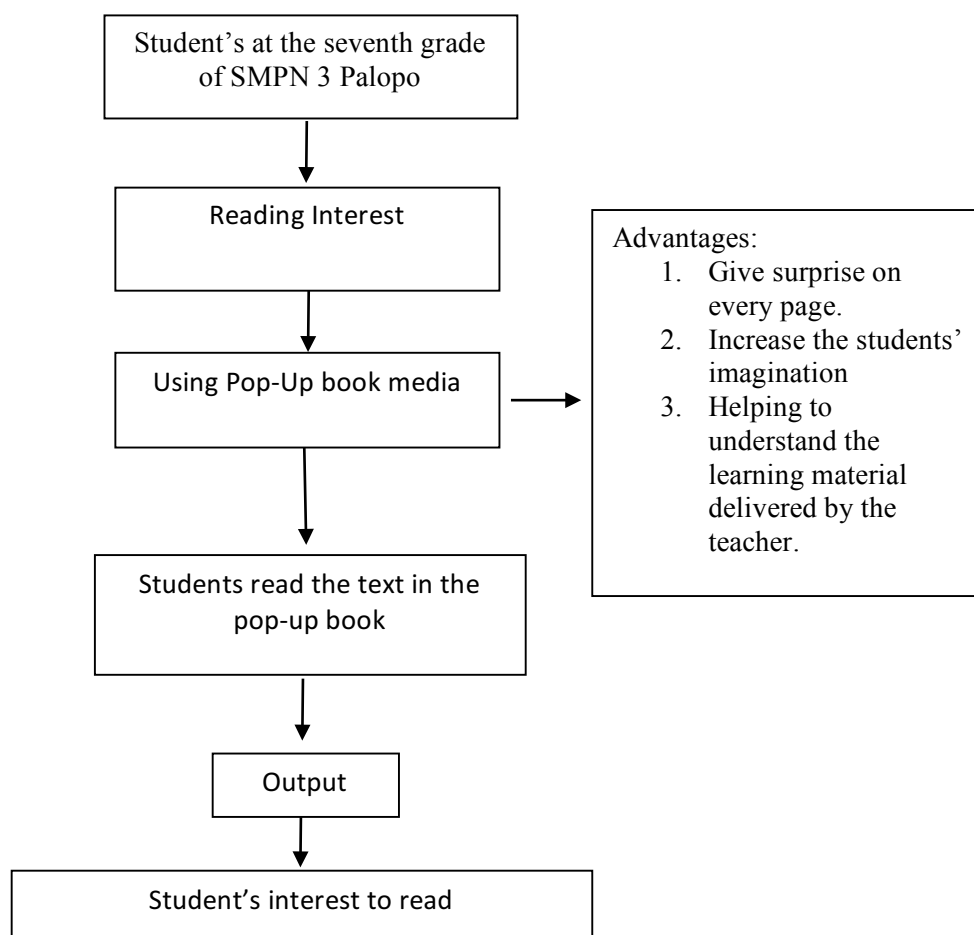 Student’s at the seventh grade
of SMPN 3 Palopo
Reading Interest
Using Pop-Up book media
Advantages:
1. Give surprise on
every page.
2. Increase the students’
imagination
3. Helping to
understand the
learning material
delivered by the
teacher.
Students read the text in the
pop-up book
Output
Student’s interest to read